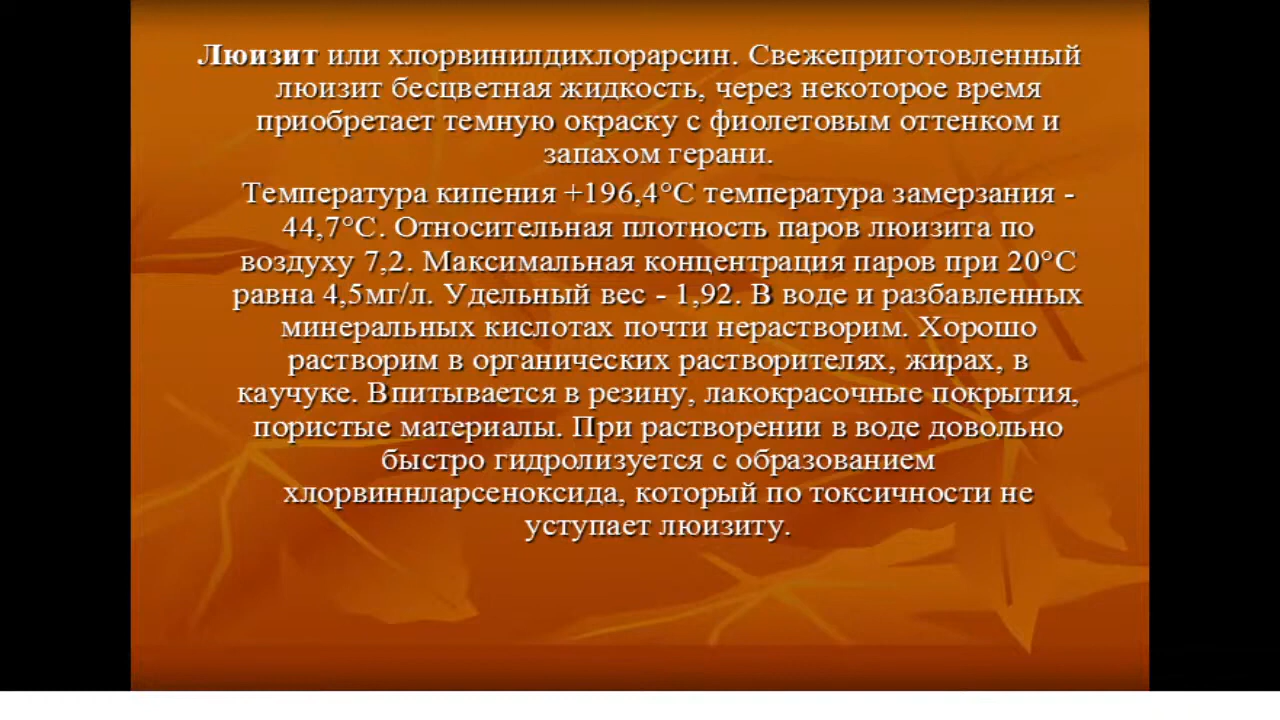 Люизит или хлорвинилдихлорарсин. Свежеприготовленный
люизит бесцветная жидкость, через некоторое время
приобретает темную окраску с фиолетовым оттенком и
запахом герани.
Температура кипения +196,4°С температура замерзания -
44,7°С. Относительная плотность паров люизита по
воздуху 7,2. Максимальная концентрация паров при 20°С
равна 4,5мг/л. Удельный вес - 1,92. В воде и разбавленных
минеральных кислотах почти нерастворим. Хорошо
растворим в органических растворителях, жирах, в
каучуке. Впитывается в резину, лакокрасочные покрытия,
пористые материалы. При растворении в воде довольно
быстро гидролизуется с образованием
хлорвиннларсеноксида, который по токсичности не
уступает люизиту.